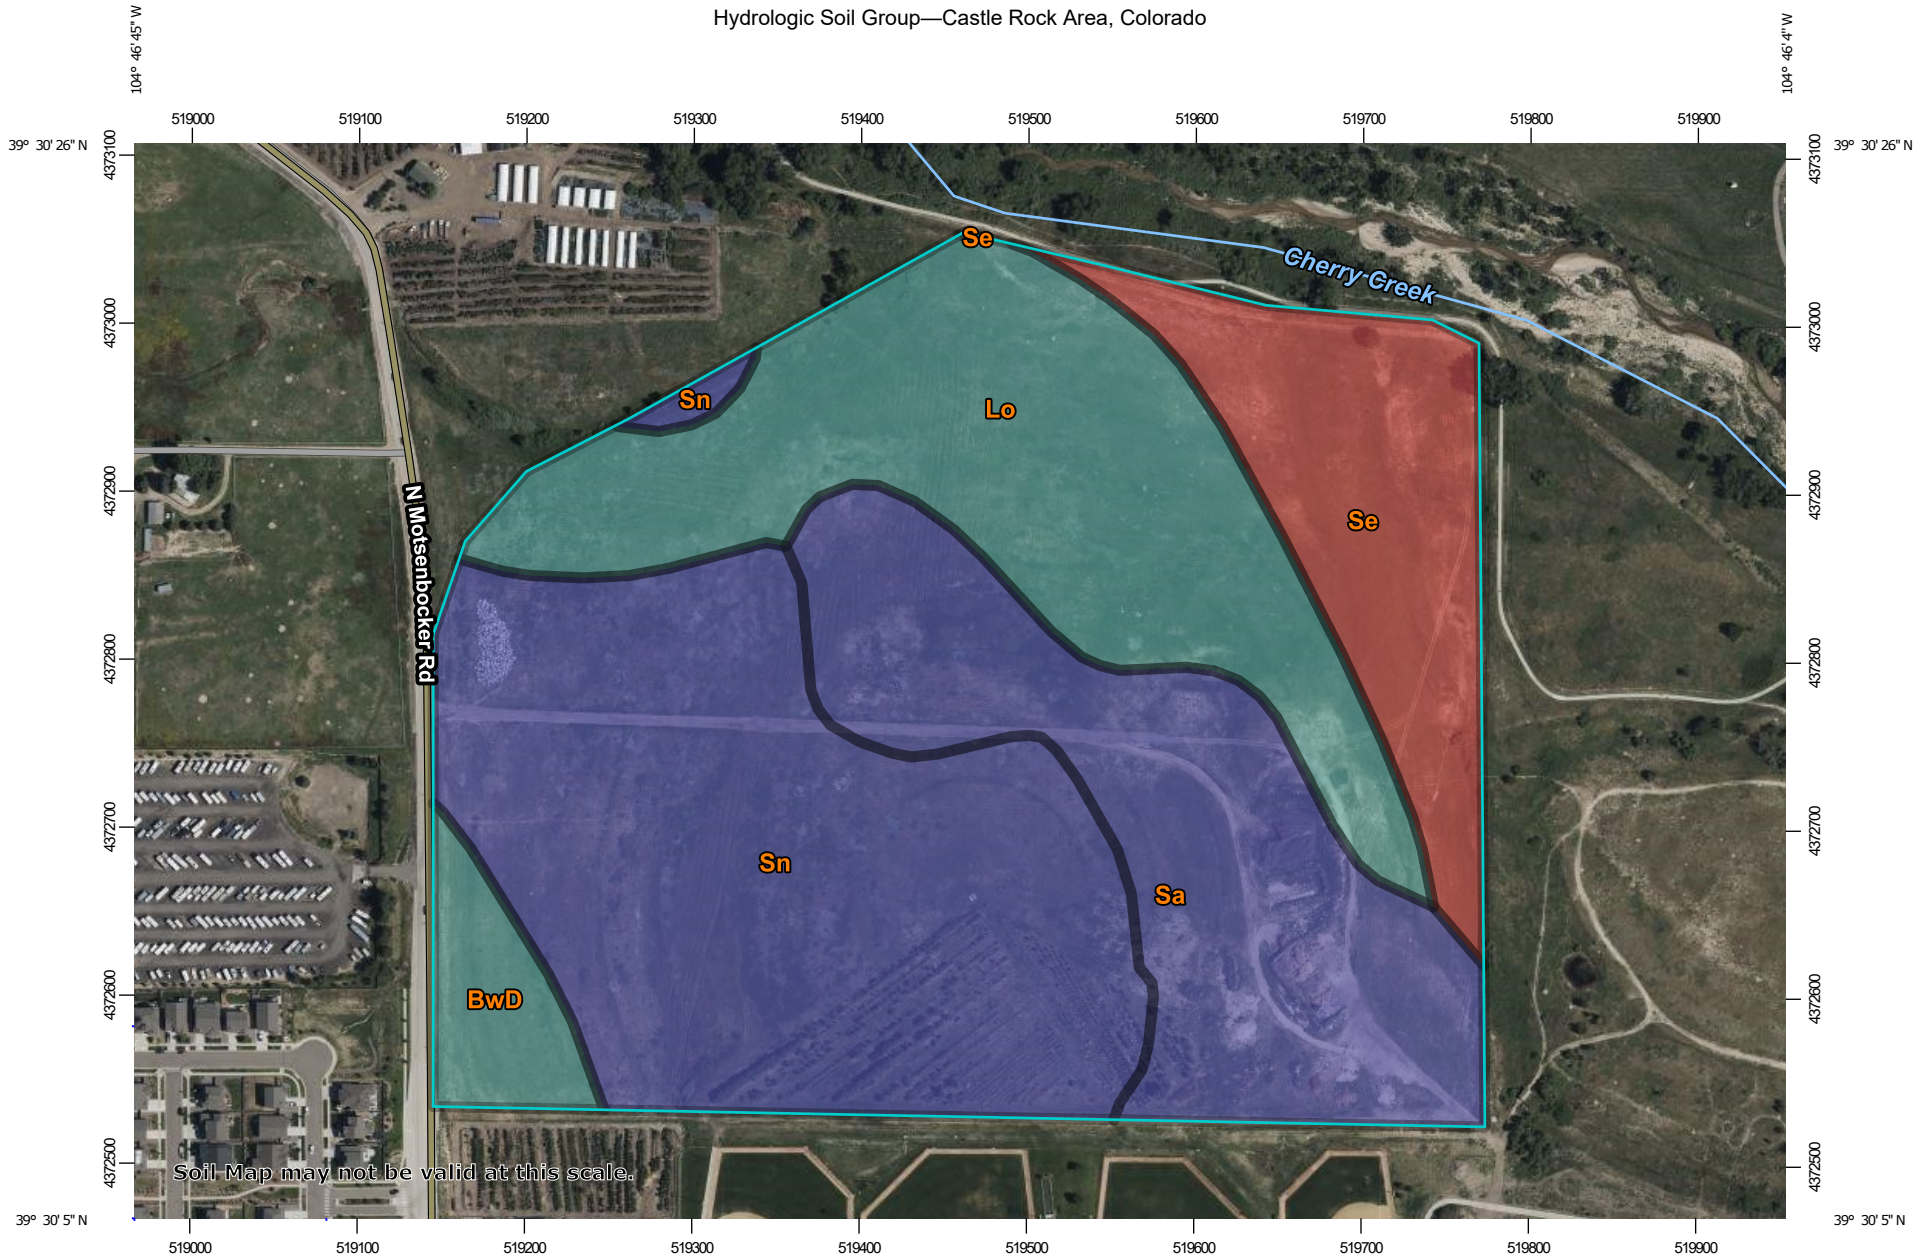 Hydrologic Soil Group—Castle Rock Area, Colorado
104° 46' 45" W
104° 46' 4" W
519000 519100 519200 519300 519400 519500 519600 519700 519800 519900
39° 30' 26" N
39° 30' 26" N
4373100
4373100
Se
Cherry Creek
4373000
4373000
Sn
Lo
4372900
4372900
N Motsenbocker Rd
Se
4372800
4372800
4372700
4372700
Sn
Sa
4372600
4372600
BwD
4372500
4372500
Soil Map may not be valid at this scale.
39° 30' 5" N
39° 30' 5" N
519000 519100 519200 519300 519400 519500 519600 519700 519800 519900